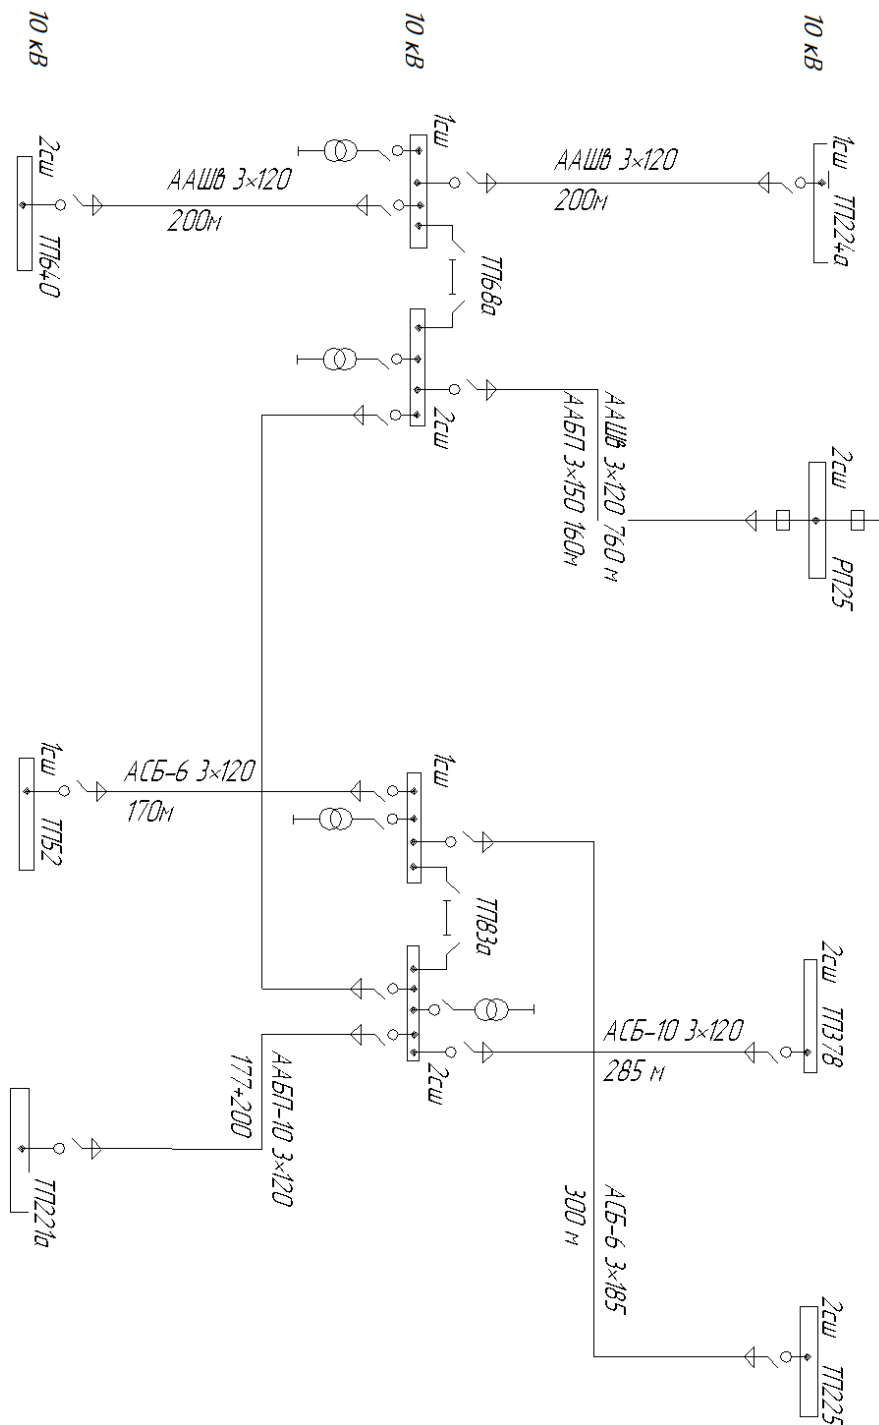 10 кВ
10 кВ
10 кВ
2сш
ТП640
ААШВ 3×120
200м
1сш
ААШВ 3×120
200м
1сш
ТП224а
ТП68а
2сш
ААШВ 3×120 760 м
ААБП 3×150 160м
2сш
РП25
1сш
ТП52
АСБ-6 3×120
170м
1сш
ТП83а
2сш
2сш
ТП378
АСБ-10 3×120
285 м
ААБП-10 3×120
177+200
ТП221а
АСБ-6 3×185
300 м
2сш
ТП225